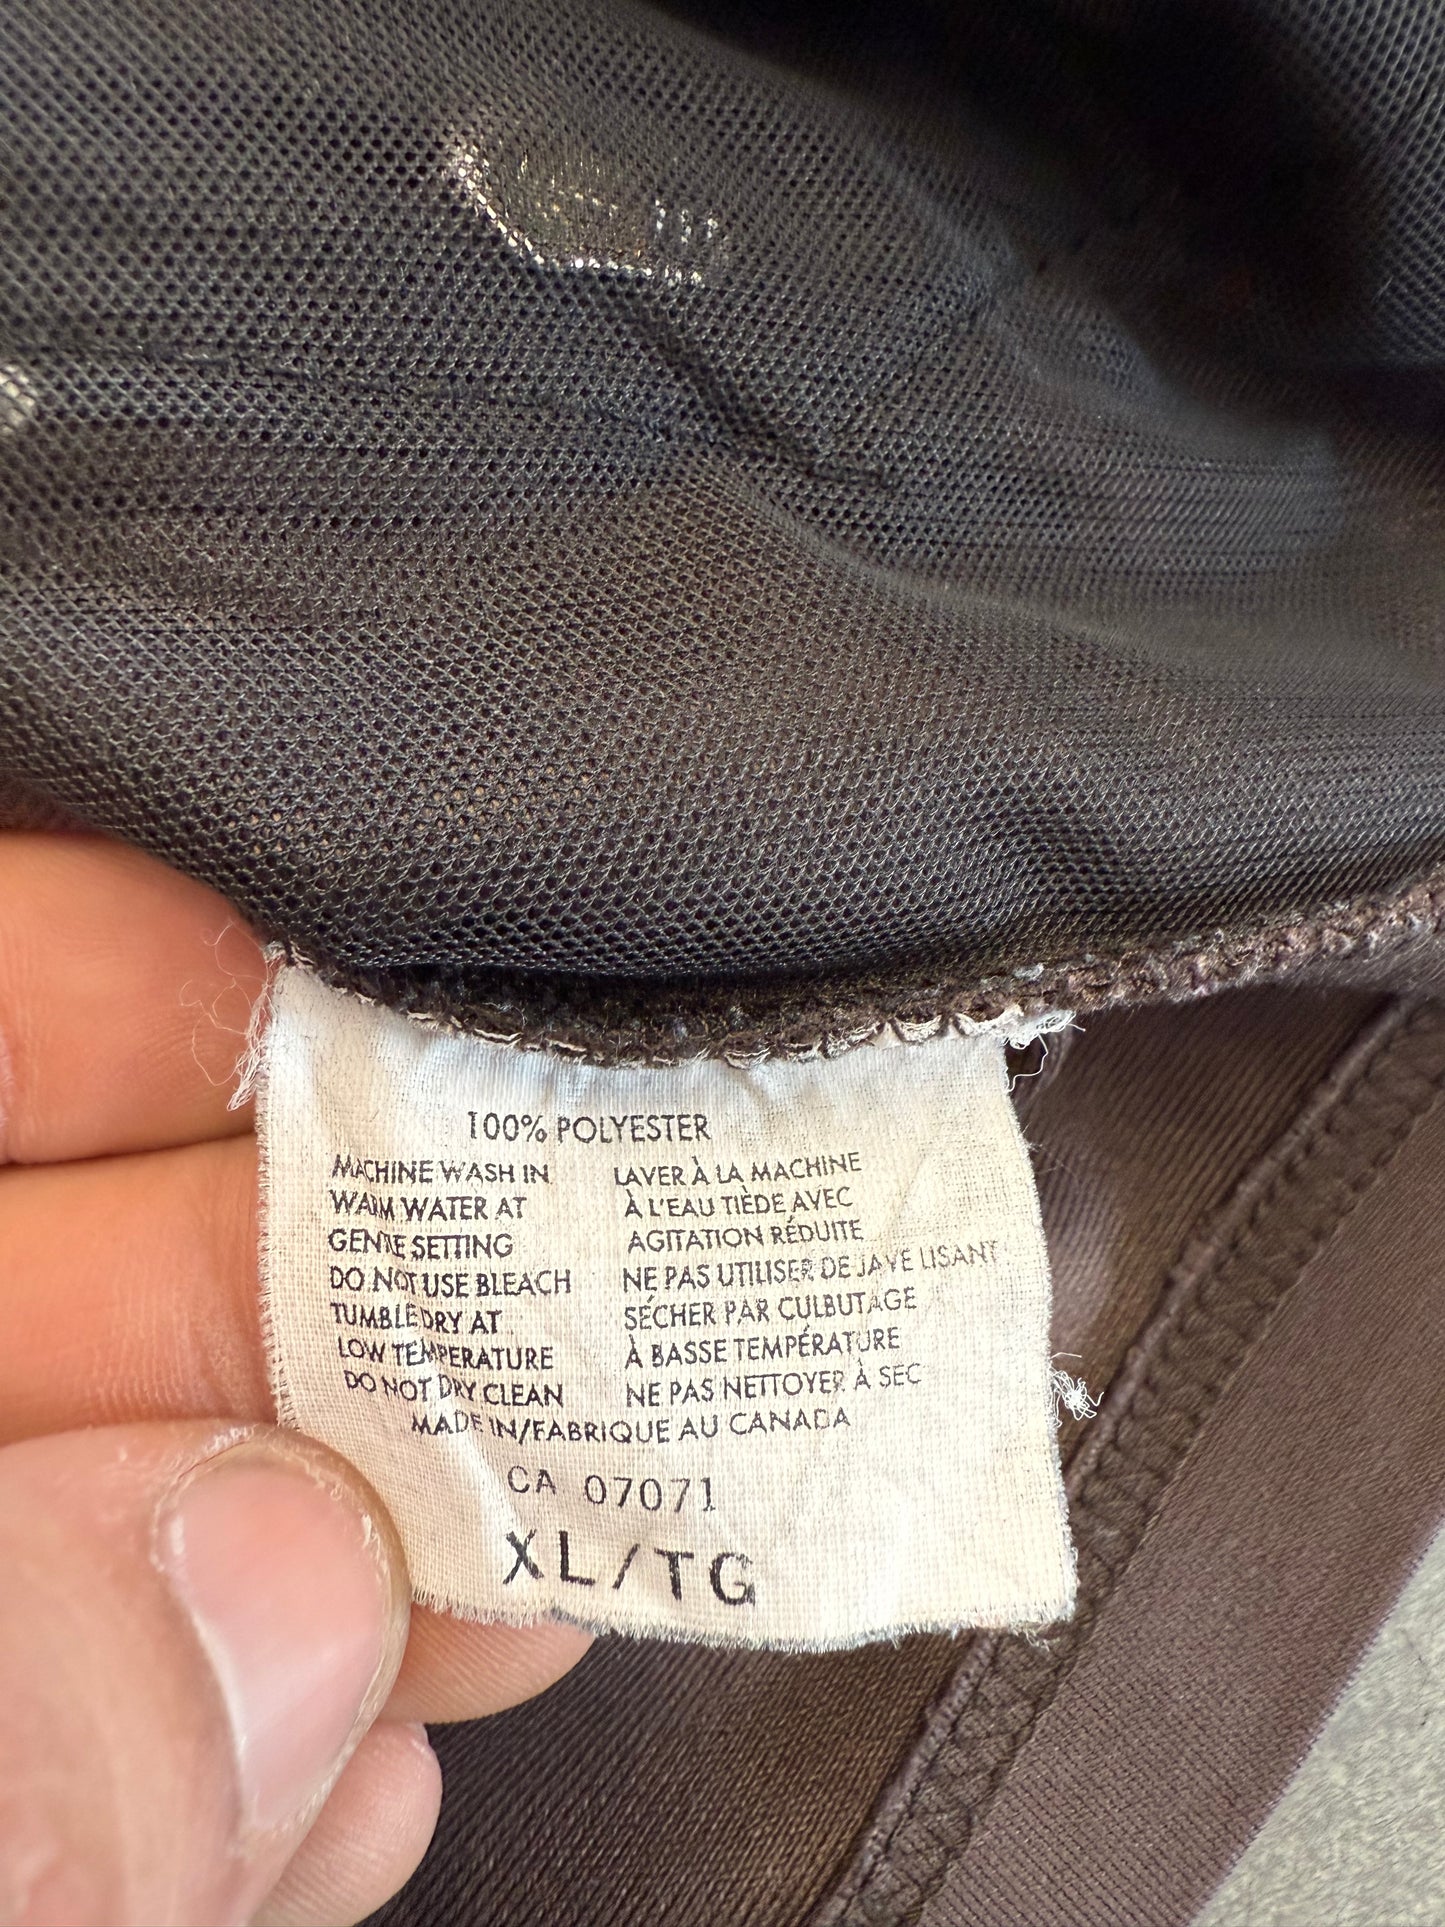 100% POLYESTER
MACHINE WASH IN
WARM WATER AT
GENTLE SETTING
DO NOT USE BLEACH
TUMBLE DRY AT
LOW TEMPERATURE
DO NOT DRY CLEAN
LAVER À LA MACHINE
À L'EAU TIÈDE AVEC
AGITATION RÉDUITE
NE PAS UTILISER DE JAVELISANT
SÉCHER PAR CULBUTAGE
À BASSE TEMPÉRATURE
NE PAS NETTOYER À SEC
MADE IN/FABRIQUE AU CANADA
CA 07071
XL/TG